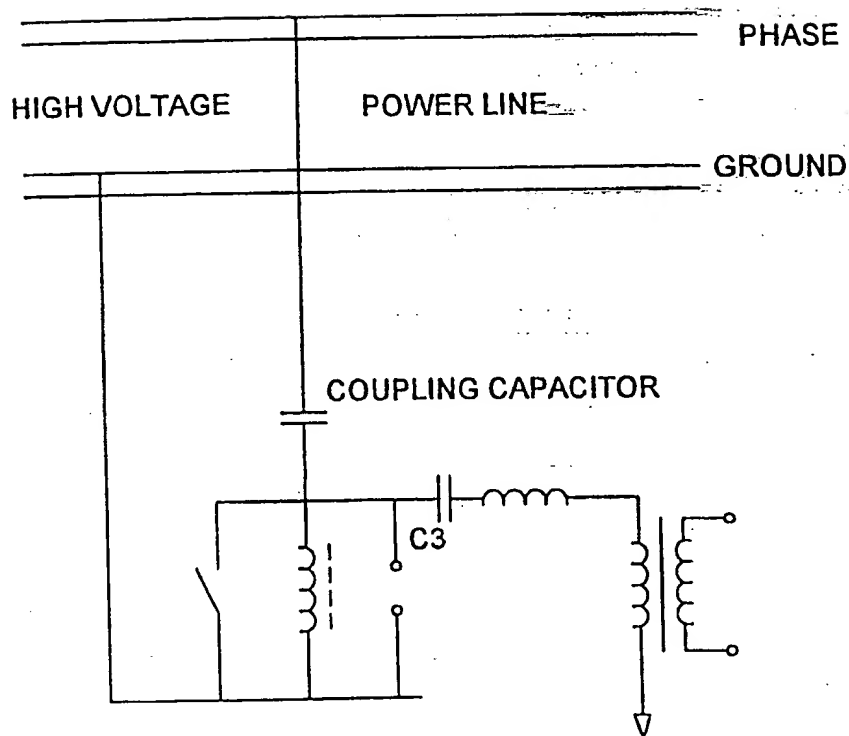 PHASE
HIGH VOLTAGE POWER LINE
GROUND
COUPLING CAPACITOR
C3